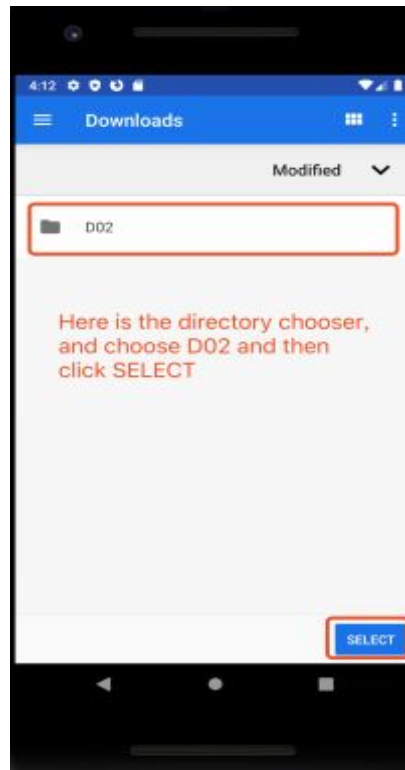 4:12
Downloads
Modified
D02
Here is the directory chooser,
and choose D02 and then
click SELECT
SELECT